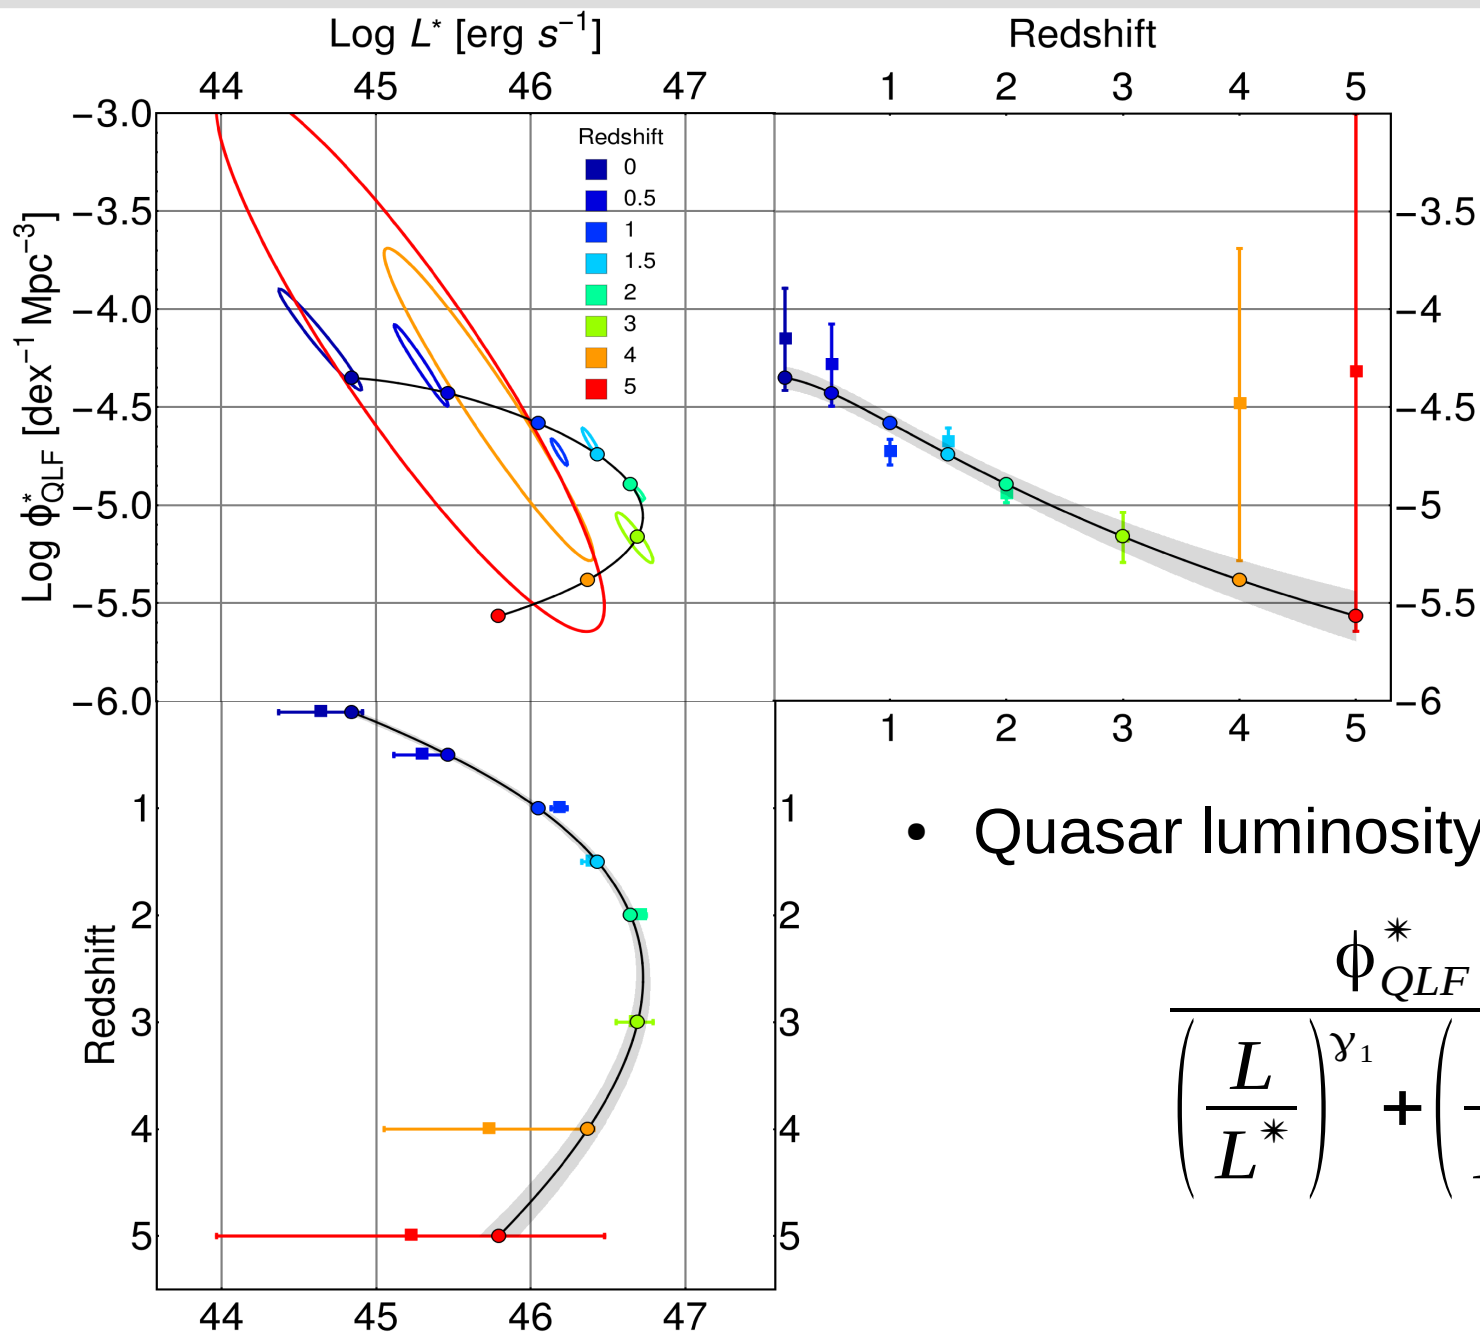 Log L* [erg s−1]
Redshift
44 45 46 47
1 2 3 4 5
−3.0
−3.5
−4.0
−4.5
−5.0
−5.5
−6.0
Log ϕ*QLF [dex−1 Mpc−3]
Redshift
0
0.5
1
1.5
2
3
4
5
−3.5
−4
−4.5
−5
−5.5
−6
1 2 3 4 5
Redshift
1
2
3
4
5
1
2
3
4
5
44 45 46 47
• Quasar luminosity
ϕ*QLF
(L/L*)γ1 + (